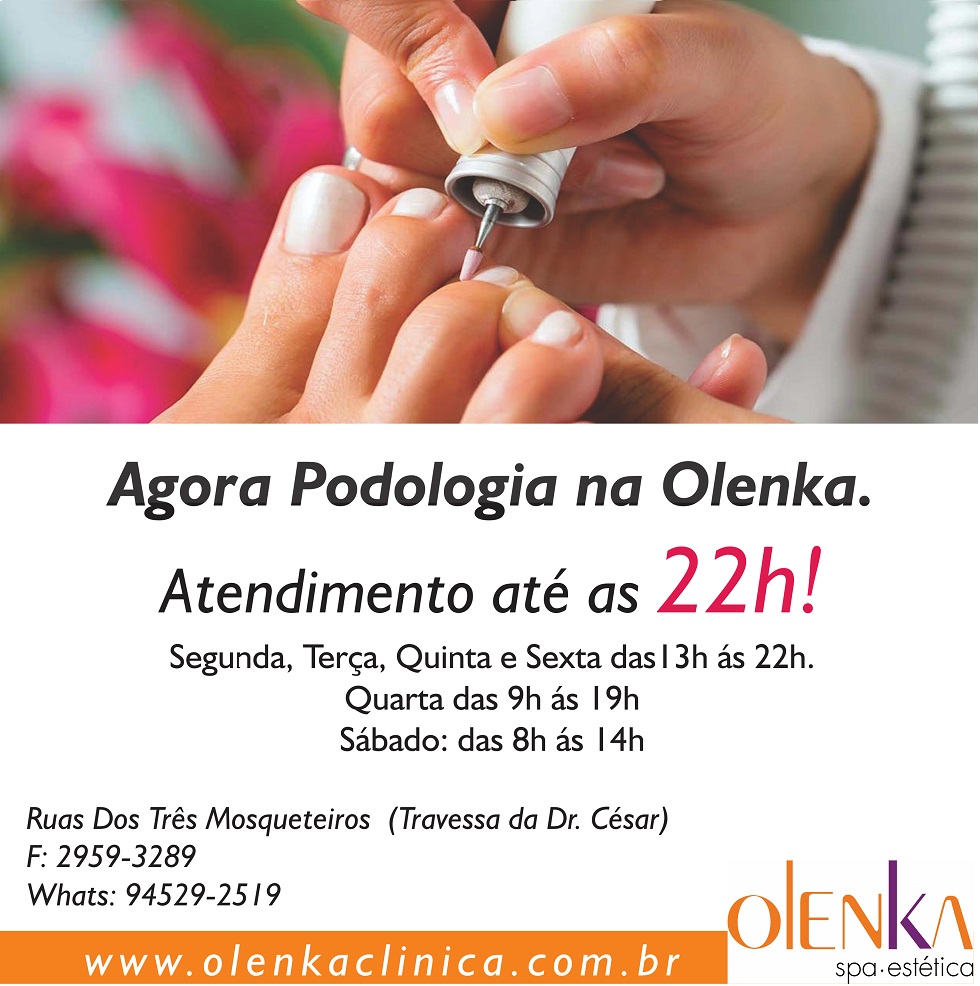 Agora Podologia na Olenka.
Atendimento até as 22h!
Segunda, Terça, Quinta e Sexta das13h ás 22h.
Quarta das 9h ás 19h
Sábado: das 8h ás 14h
Ruas Dos Três Mosqueteiros (Travessa da Dr. César)
F: 2959-3289
Whats: 94529-2519
www.olenkaclinica.com.br
OlENKA
spa·estética